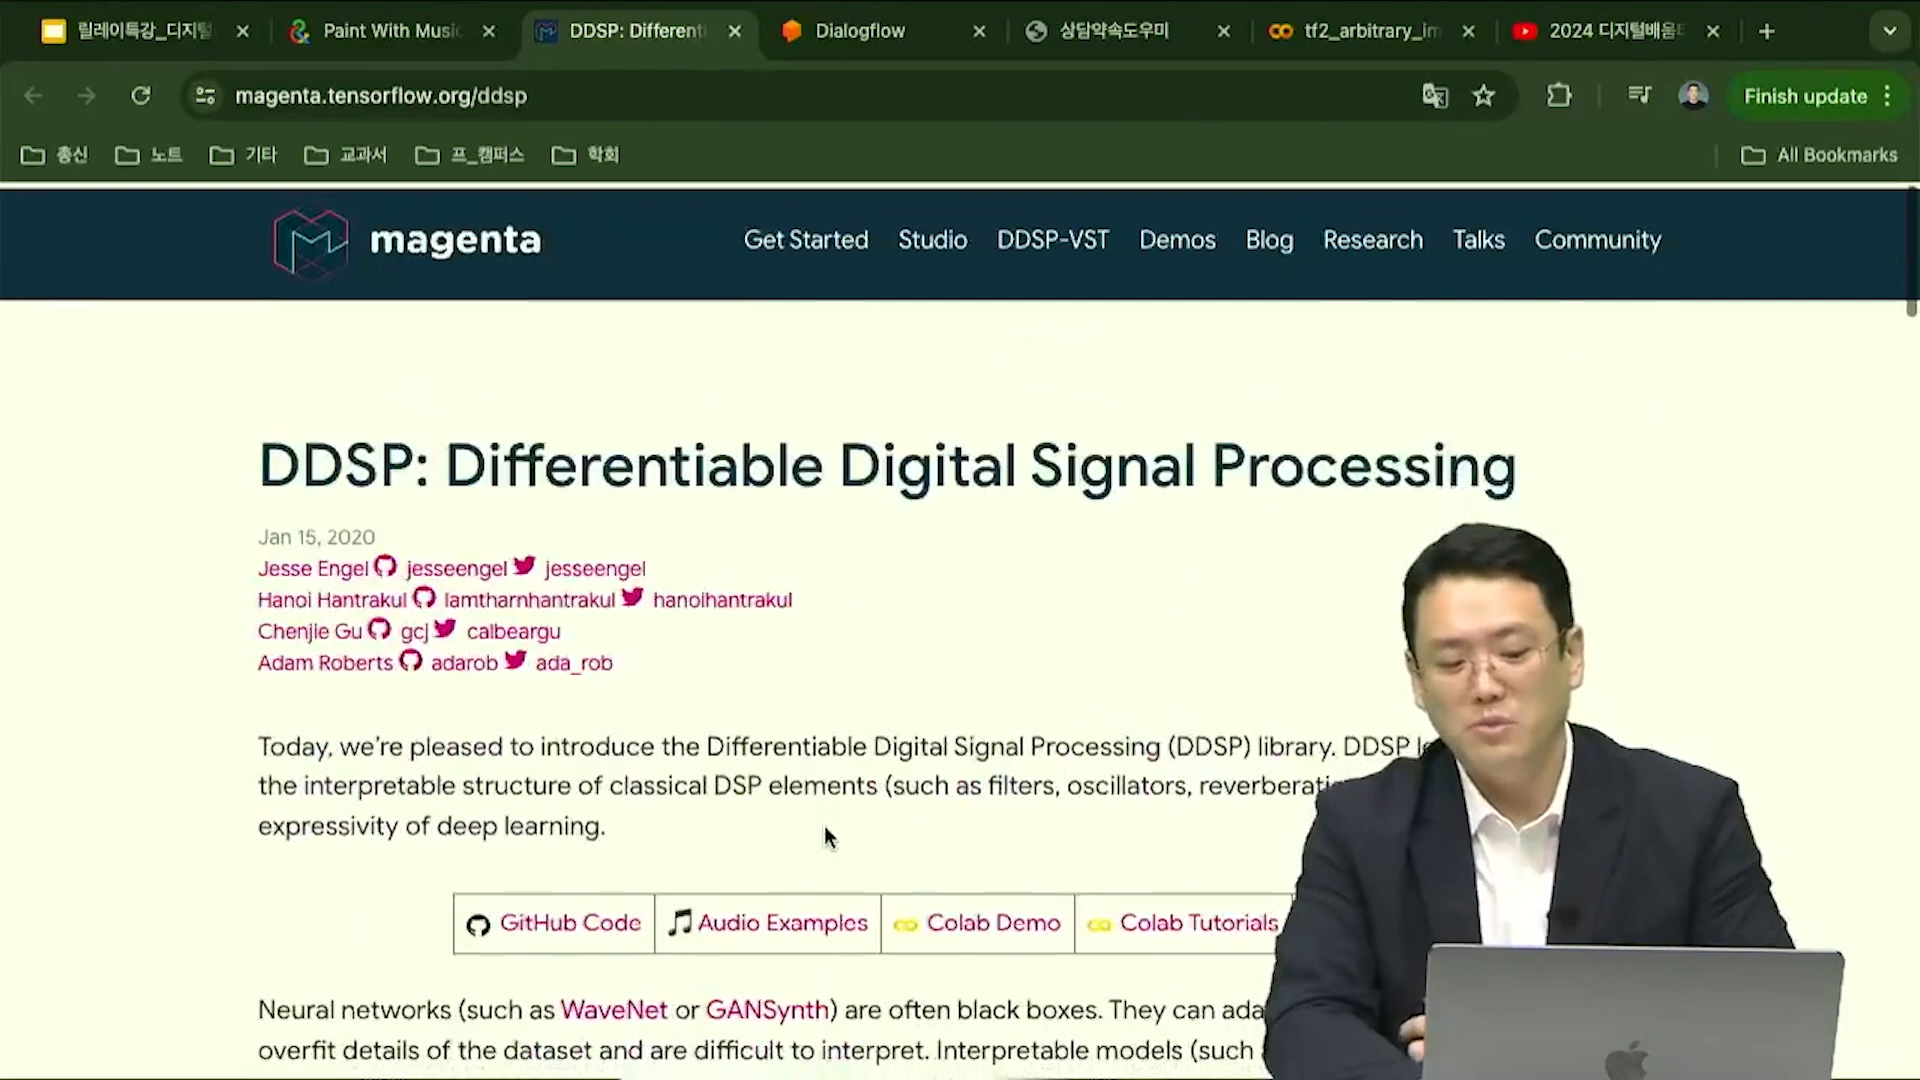 릴레이특강_디지털
Paint With Music
DDSP: Different
Dialogflow
상담약속도우미
tf2_arbitrary_im
2024 디지털배움
magenta.tensorflow.org/ddsp
Finish update
총신
노트
기타
교과서
프_캠퍼스
학회
All Bookmarks
magenta
Get Started
Studio
DDSP-VST
Demos
Blog
Research
Talks
Community
DDSP: Differentiable Digital Signal Processing
Jan 15, 2020
Jesse Engel jesseengel jesseengel
Hanoi Hantrakul lamtharnhantrakul hanoihantrakul
Chenjie Gu gcj calbeargu
Adam Roberts adarob ada_rob
Today, we're pleased to introduce the Differentiable Digital Signal Processing (DDSP) library. DDSP
the interpretable structure of classical DSP elements (such as filters, oscillators,
expressivity of deep learning.
GitHub Code
Audio Examples
Colab Demo
Colab Tutorials
Neural networks (such as WaveNet or GANSynth) are often black boxes. They can
overfit details of the dataset and are difficult to interpret. Interpretable models (such